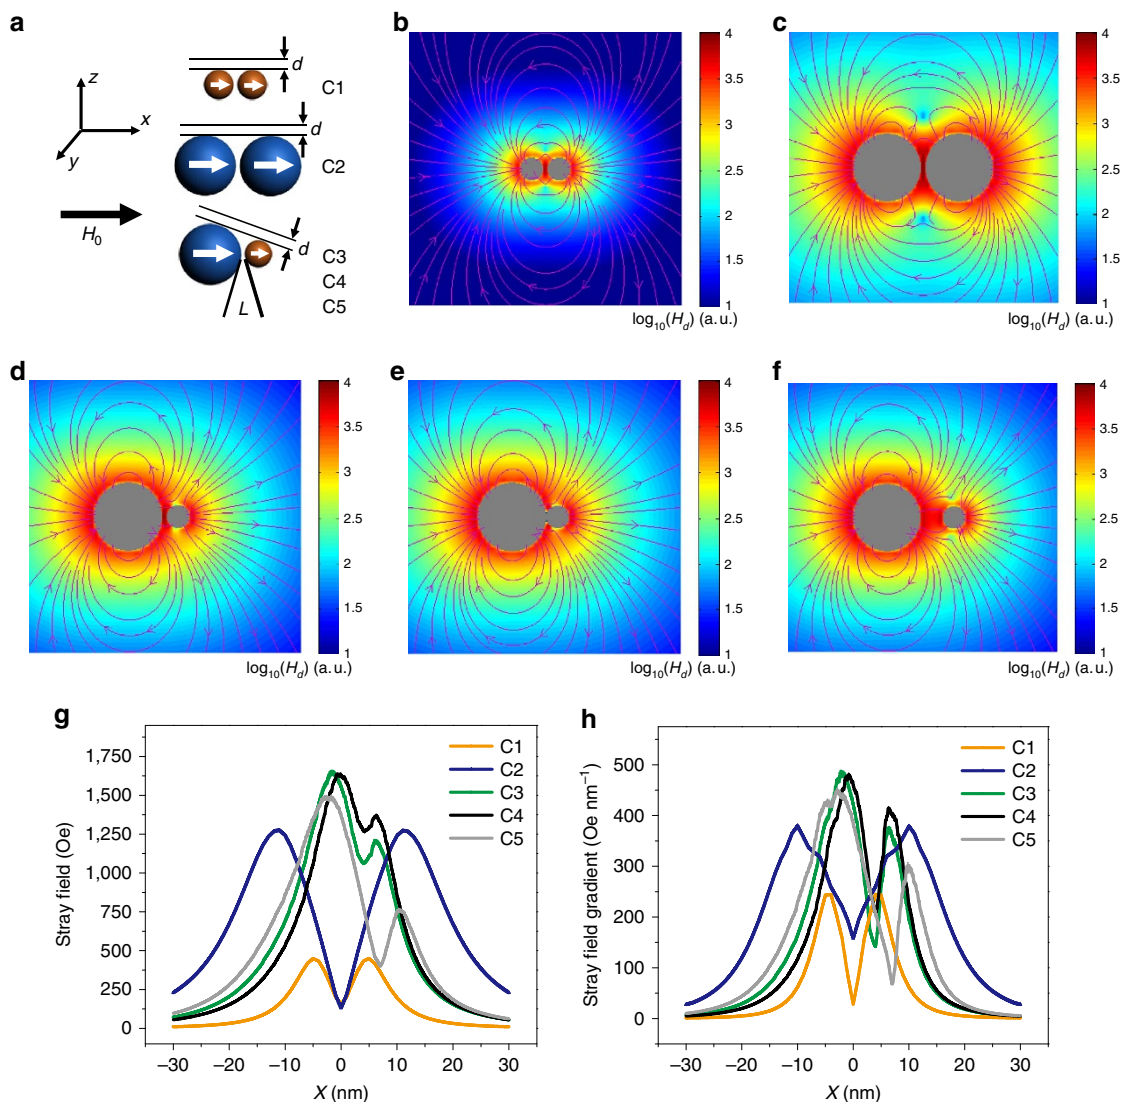 a
z
x
y
H0
d
C1
d
C2
d
C3
C4
C5
L
b
4
3.5
3
2.5
2
1.5
1
log10(Hd) (a.u.)
c
4
3.5
3
2.5
2
1.5
1
log10(Hd) (a.u.)
d
4
3.5
3
2.5
2
1.5
1
log10(Hd) (a.u.)
e
4
3.5
3
2.5
2
1.5
1
log10(Hd) (a.u.)
f
4
3.5
3
2.5
2
1.5
1
log10(Hd) (a.u.)
g
Stray field (Oe)
1,750
1,500
1,250
1,000
750
500
250
0
–30 –20 –10 0 10 20 30
X (nm)
C1
C2
C3
C4
C5
h
Stray field gradient (Oe nm⁻¹)
500
400
300
200
100
0
–30 –20 –10 0 10 20 30
X (nm)
C1
C2
C3
C4
C5